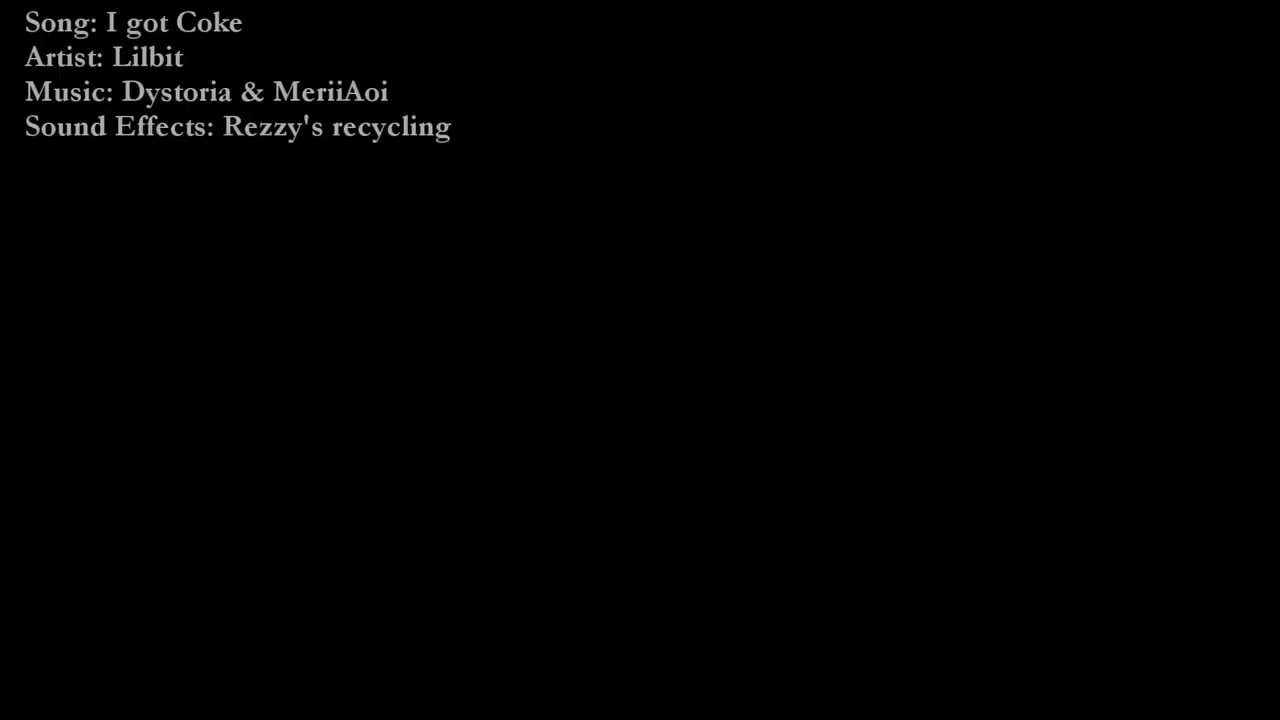 Song: I got Coke
Artist: Lilbit
Music: Dystoria & MeriiAoi
Sound Effects: Rezzy's recycling